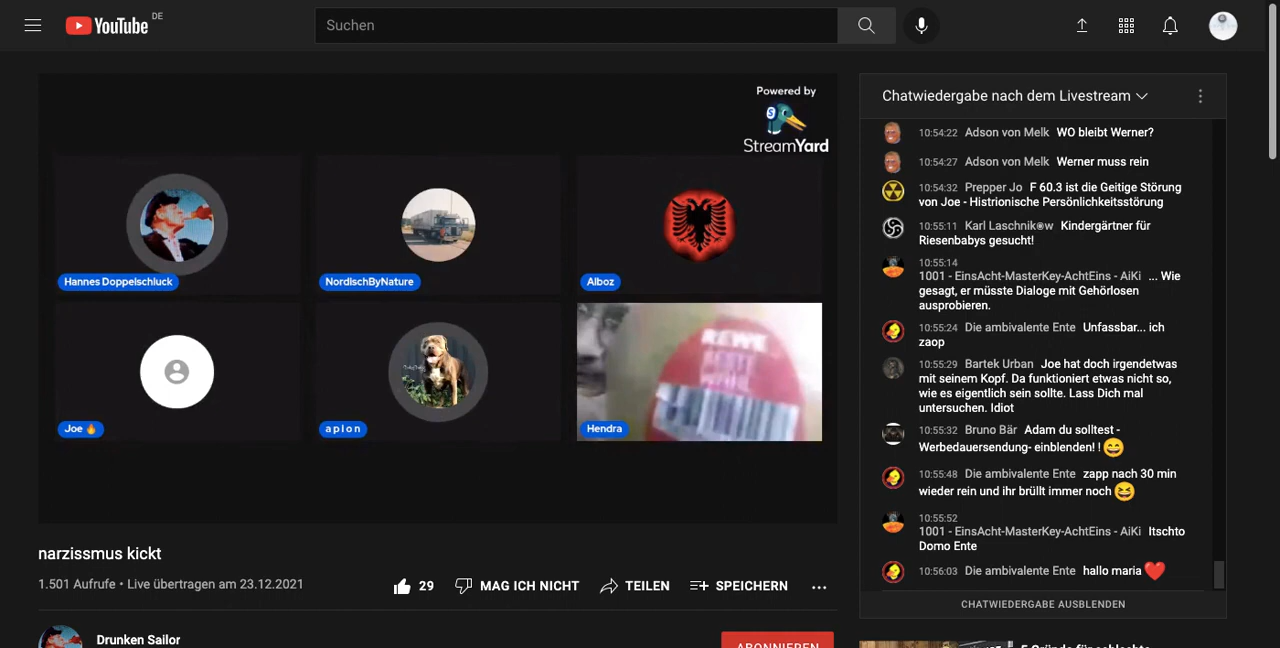 YouTube DE
Suchen
Powered by
StreamYard
Hannes Doppelschluck
NordischByNature
Alboz
Joe 🔥
a p l o n
REWE
Hendra
narzissmus kickt
1.501 Aufrufe • Live übertragen am 23.12.2021
29
MAG ICH NICHT
TEILEN
SPEICHERN
Drunken Sailor
ABONNIEREN
Chatwiedergabe nach dem Livestream
10:54:22 Adson von Melk WO bleibt Werner?
10:54:27 Adson von Melk Werner muss rein
10:54:32 Prepper Jo F 60.3 ist die Geitige Störung
von Joe - Histrionische Persönlichkeitsstörung
10:55:11 Karl Laschnik๏w Kindergärtner für
Riesenbabys gesucht!
10:55:14
1001 - EinsAcht-MasterKey-AchtEins - AiKi ... Wie
gesagt, er müsste Dialoge mit Gehörlosen
ausprobieren.
10:55:24 Die ambivalente Ente Unfassbar... ich
zaop
10:55:29 Bartek Urban Joe hat doch irgendetwas
mit seinem Kopf. Da funktioniert etwas nicht so,
wie es eigentlich sein sollte. Lass Dich mal
untersuchen. Idiot
10:55:32 Bruno Bär Adam du solltest -
Werbedauersendung- einblenden! ! 😄
10:55:48 Die ambivalente Ente zapp nach 30 min
wieder rein und ihr brüllt immer noch 😆
10:55:52
1001 - EinsAcht-MasterKey-AchtEins - AiKi Itschto
Domo Ente
10:56:03 Die ambivalente Ente hallo maria ❤️
CHATWIEDERGABE AUSBLENDEN